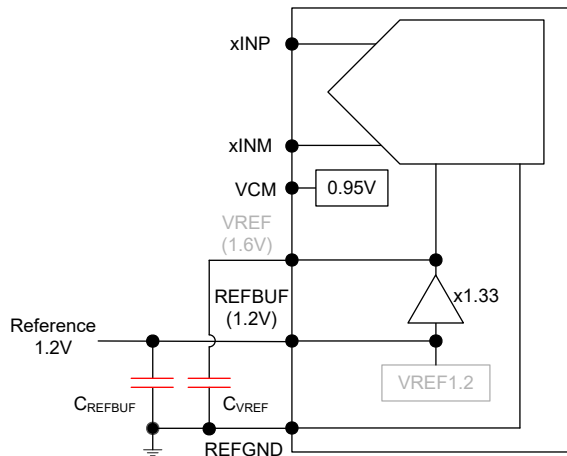 xINP
xINM
VCM
0.95V
VREF
(1.6V)
REFBUF
(1.2V)
x1.33
Reference
1.2V
VREF1.2
CREFBUF
CVREF
REFGND